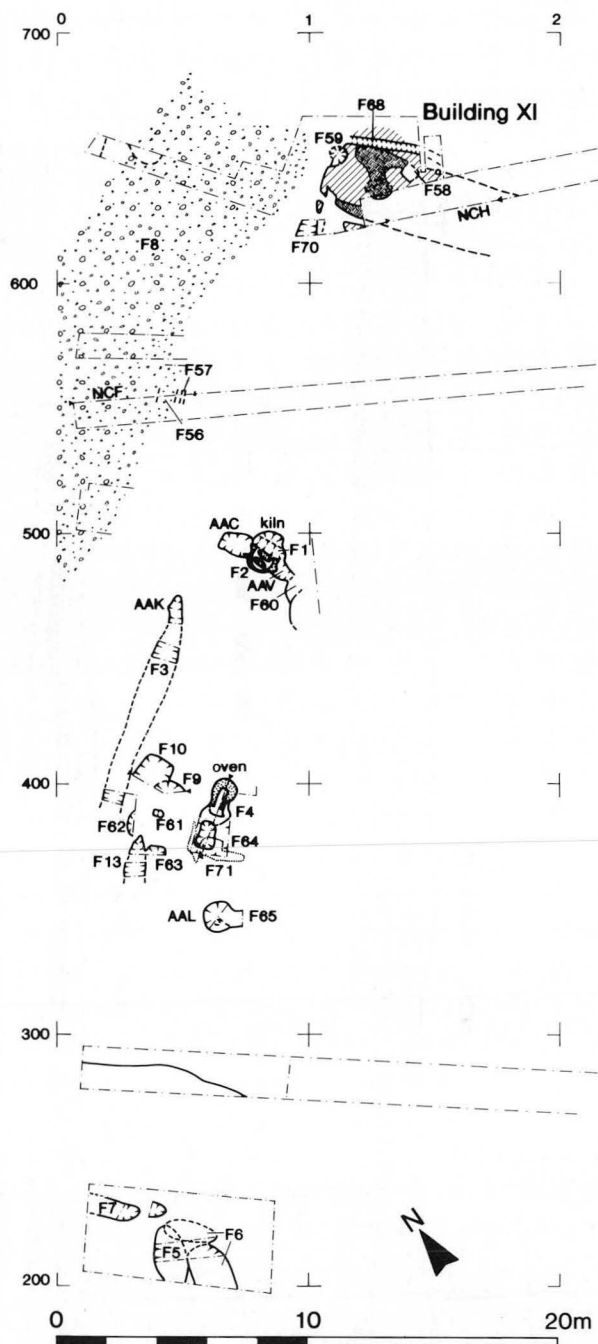 0 1 2
700
F68
Building XI
F59
F58
NCH
F70
F8
600
F57
NCF
F56
500
AAC kiln
F1
F2
AAV
F60
AAK
F3
F10
oven
F9
400
F4
F62 F61
F64
F13 F63
F71
AAL F65
300
F7
F6
F5
N
200
0 10 20m